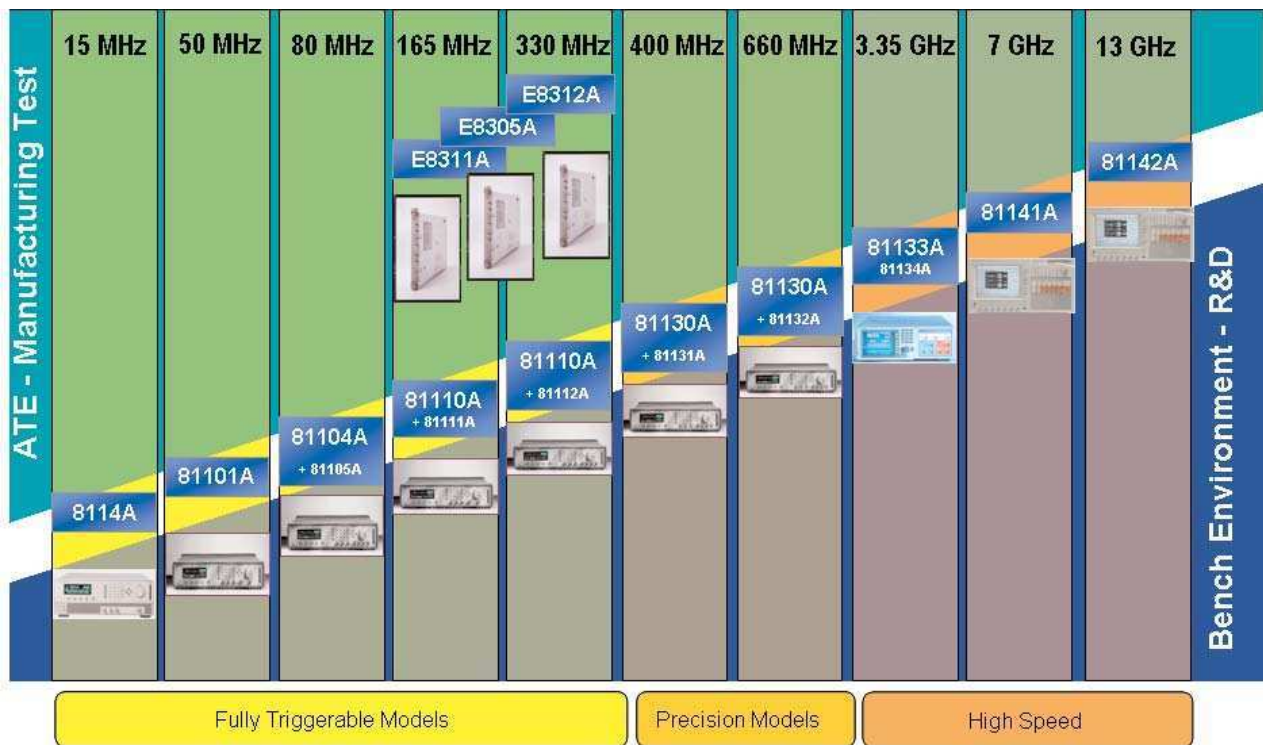 15 MHz
50 MHz
80 MHz
165 MHz
330 MHz
400 MHz
660 MHz
3.35 GHz
7 GHz
13 GHz
ATE - Manufacturing Test
E8312A
E8305A
E8311A
81142A
81141A
81133A
81134A
81130A
+ 81132A
81130A
+ 81131A
81110A
+ 81112A
81110A
+ 81111A
81104A
+ 81105A
81101A
8114A
Bench Environment - R&D
Fully Triggerable Models
Precision Models
High Speed